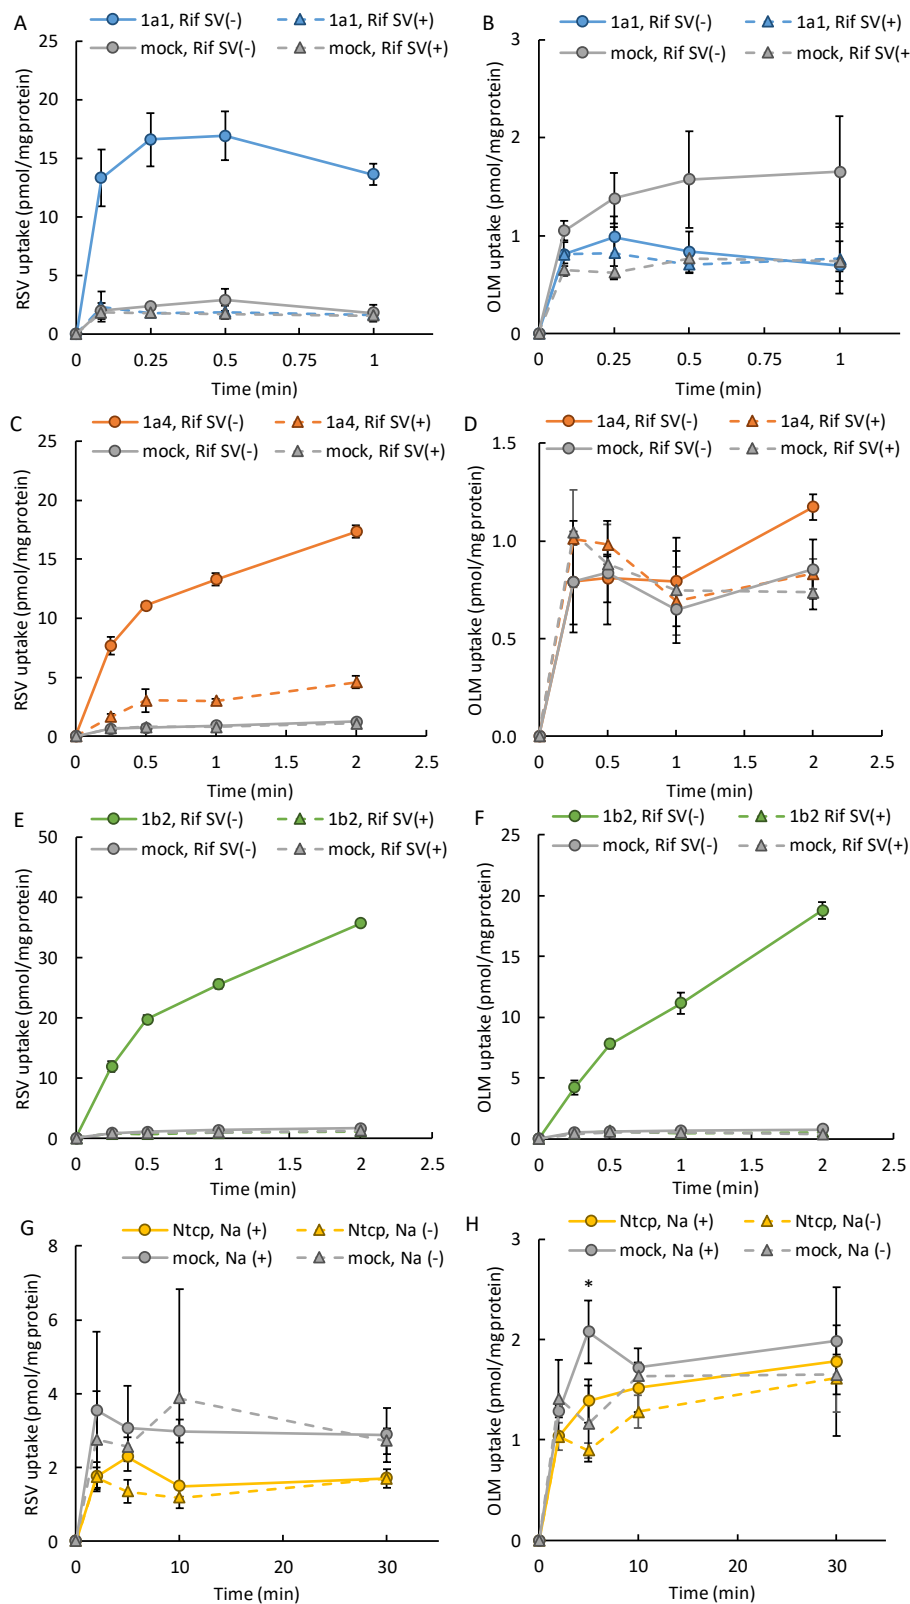 A
1a1, Rif SV(-)
1a1, Rif SV(+)
mock, Rif SV(-)
mock, Rif SV(+)
RSV uptake (pmol/mg protein)
25
20
15
10
5
0
0
0.25
0.5
0.75
1
Time (min)
B
1a1, Rif SV(-)
1a1, Rif SV(+)
mock, Rif SV(-)
mock, Rif SV(+
OLM uptake (pmol/mg protein)
3
2
1
0
0
0.25
0.5
0.75
1
Time (min)
C
1a4, Rif SV(-)
1a4, Rif SV(+)
mock, Rif SV(-)
mock, Rif SV(+)
RSV uptake (pmol/mg protein)
25
20
15
10
5
0
0
0.5
1
1.5
2
2.5
Time (min)
D
1a4, Rif SV(-)
1a4, Rif SV(+)
mock, Rif SV(-)
mock, Rif SV(+)
OLM uptake (pmol/mg protein)
1.5
1.0
0.5
0.0
0
0.5
1
1.5
2
2.5
Time (min)
E
1b2, Rif SV(-)
1b2, Rif SV(+)
mock, Rif SV(-)
mock, Rif SV(+)
RSV uptake (pmol/mg protein)
50
40
30
20
10
0
0
0.5
1
1.5
2
2.5
Time (min)
F
1b2, Rif SV(-)
1b2 Rif SV(+)
mock, Rif SV(-)
mock, Rif SV(+)
OLM uptake (pmol/mg protein)
25
20
15
10
5
0
0
0.5
1
1.5
2
2.5
Time (min)
G
Ntcp, Na (+)
Ntcp, Na (-)
mock, Na (+)
mock, Na (-)
RSV uptake (pmol/mg protein)
8
6
4
2
0
0
10
20
30
Time (min)
H
Ntcp, Na (+)
Ntcp, Na(-)
mock, Na (+)
mock, Na (-)
OLM uptake (pmol/mg protein)
3
2
1
0
*
0
10
20
30
Time (min)